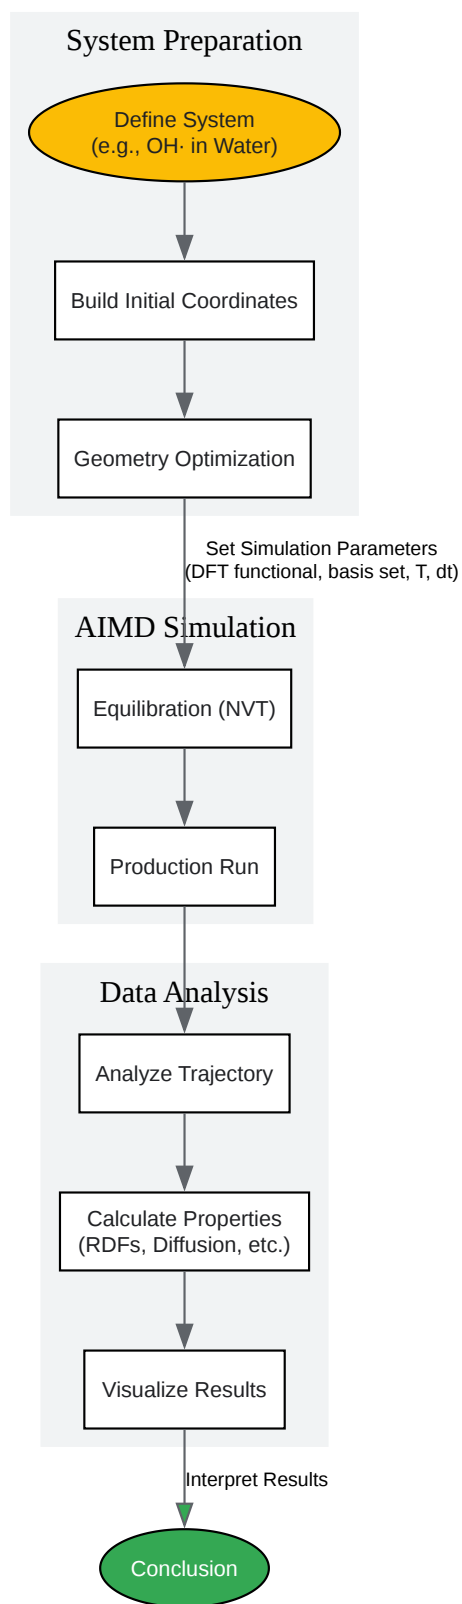 System Preparation
Define System
(e.g., OH· in Water)
Build Initial Coordinates
Geometry Optimization
Set Simulation Parameters
(DFT functional, basis set, T, dt)
AIMD Simulation
Equilibration (NVT)
Production Run
Data Analysis
Analyze Trajectory
Calculate Properties
(RDFs, Diffusion, etc.)
Visualize Results
Interpret Results
Conclusion